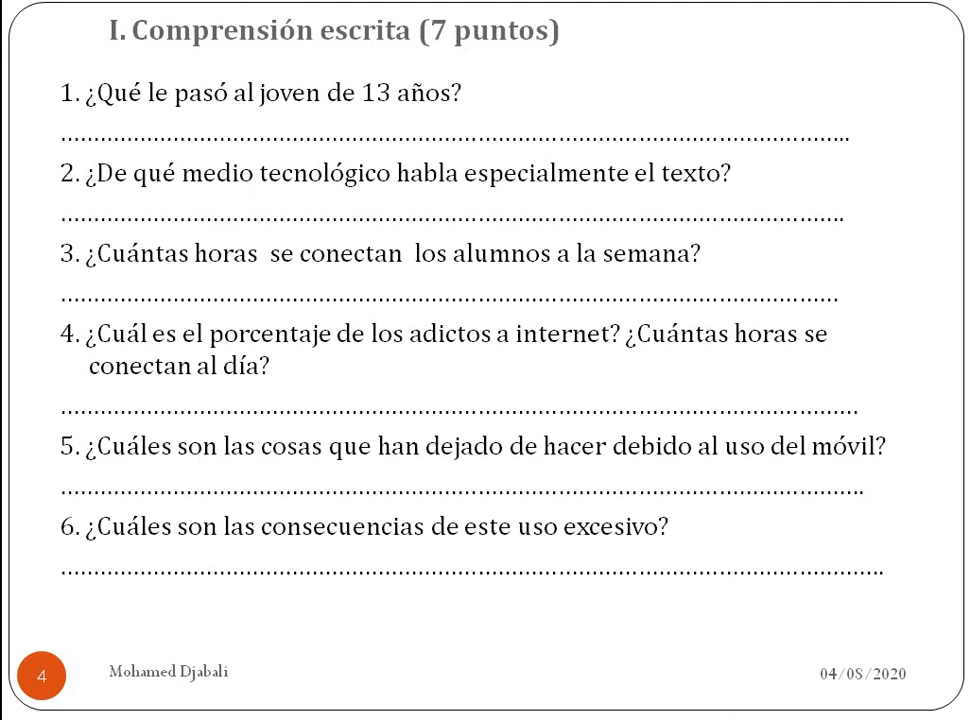 I. Comprensión escrita (7 puntos)
1. ¿Qué le pasó al joven de 13 años?
……………………………………………………………………………………………………………..
2. ¿De qué medio tecnológico habla especialmente el texto?
…………………………………………………………………………………………………………….
3. ¿Cuántas horas  se conectan  los alumnos a la semana?
……………………………………………………………………………………………………………
4. ¿Cuál es el porcentaje de los adictos a internet? ¿Cuántas horas se
conectan al día?
………………………………………………………………………………………………………………
5. ¿Cuáles son las cosas que han dejado de hacer debido al uso del móvil?
………………………………………………………………………………………………………………..
6. ¿Cuáles son las consecuencias de este uso excesivo?
…………………………………………………………………………………………………………………..
4
Mohamed Djabali
04/08/2020